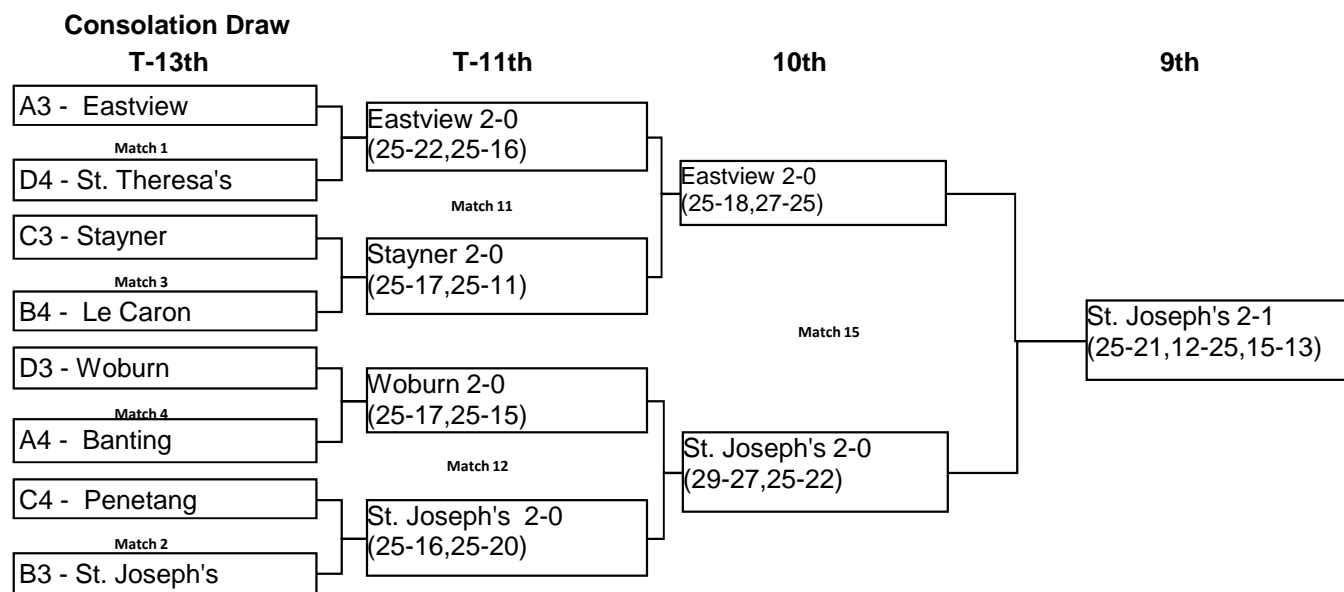 Consolation Draw
T-13th
T-11th
10th
9th
A3 - Eastview
Match 1
D4 - St. Theresa's
C3 - Stayner
Match 3
B4 - Le Caron
D3 - Woburn
Match 4
A4 - Banting
C4 - Penetang
Match 2
B3 - St. Joseph's
Eastview 2-0
(25-22,25-16)
Match 11
Stayner 2-0
(25-17,25-11)
Woburn 2-0
(25-17,25-15)
Match 12
St. Joseph's 2-0
(25-16,25-20)
Eastview 2-0
(25-18,27-25)
Match 15
St. Joseph's 2-0
(29-27,25-22)
St. Joseph's 2-1
(25-21,12-25,15-13)